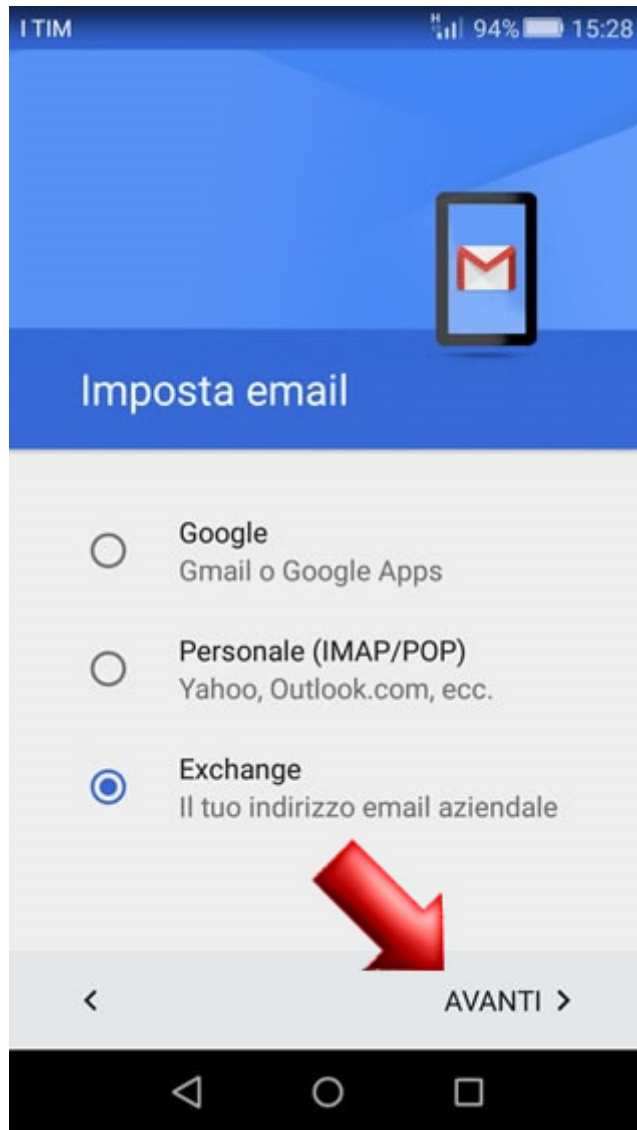 I TIM
H 94% 15:28
Imposta email
Google
Gmail o Google Apps
Personale (IMAP/POP)
Yahoo, Outlook.com, ecc.
Exchange
Il tuo indirizzo email aziendale
AVANTI